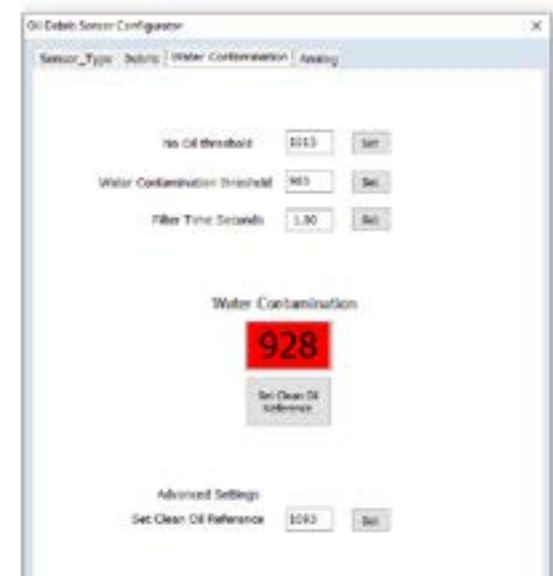 Oil Debris Sensor Configurator
Sensor_Type Debris Water Contamination Analog
No Oil threshold Set
Water Contamination threshold Set
Filter Time Seconds 1.00 Set
Water Contamination
928
Set Clean Oil
Reference
Advanced Settings
Set Clean Oil Reference Set